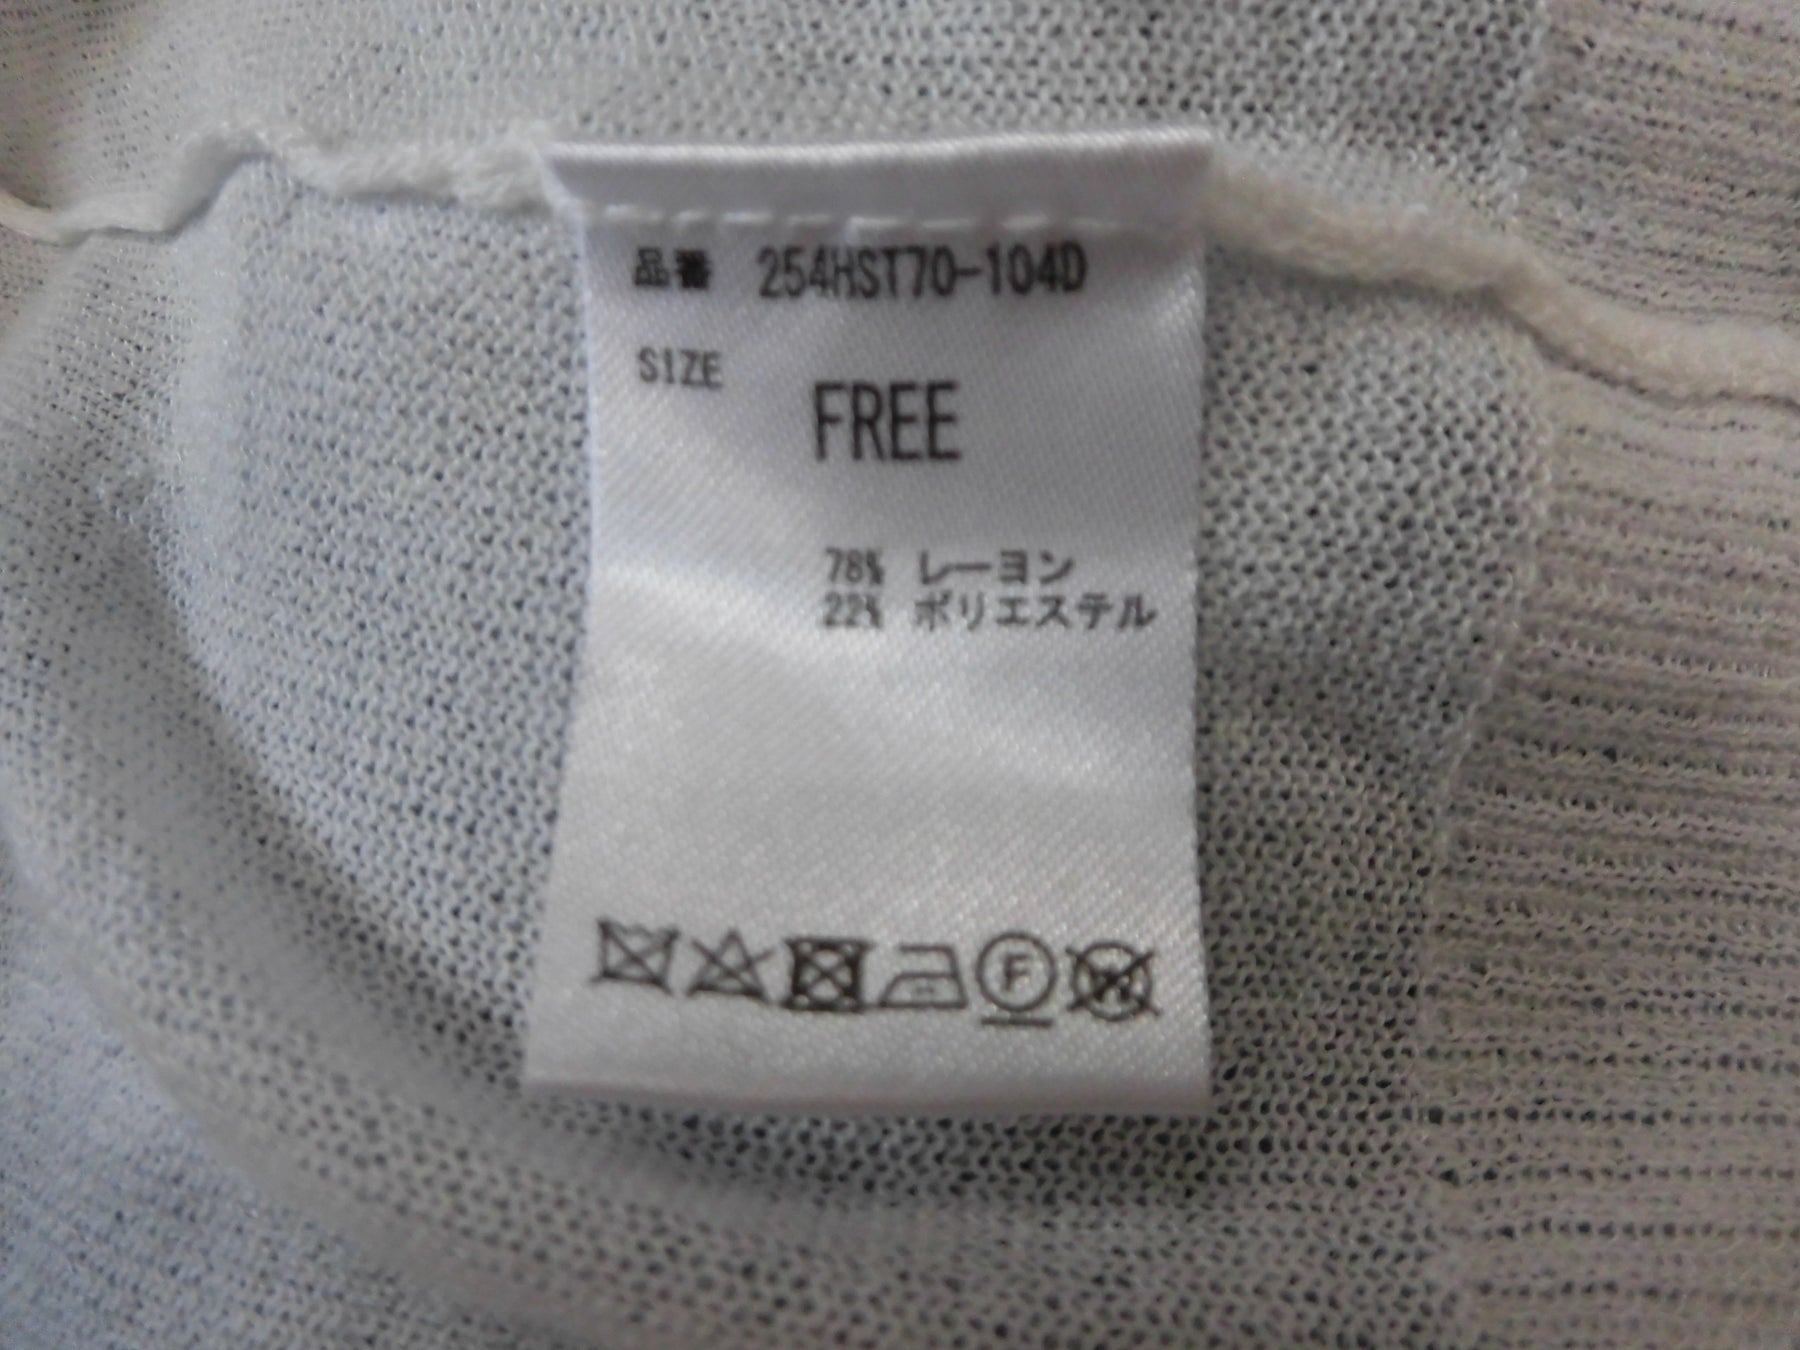 品番 254HST70-104D
SIZE
FREE
78% レーヨン
22% ポリエステル
F
W